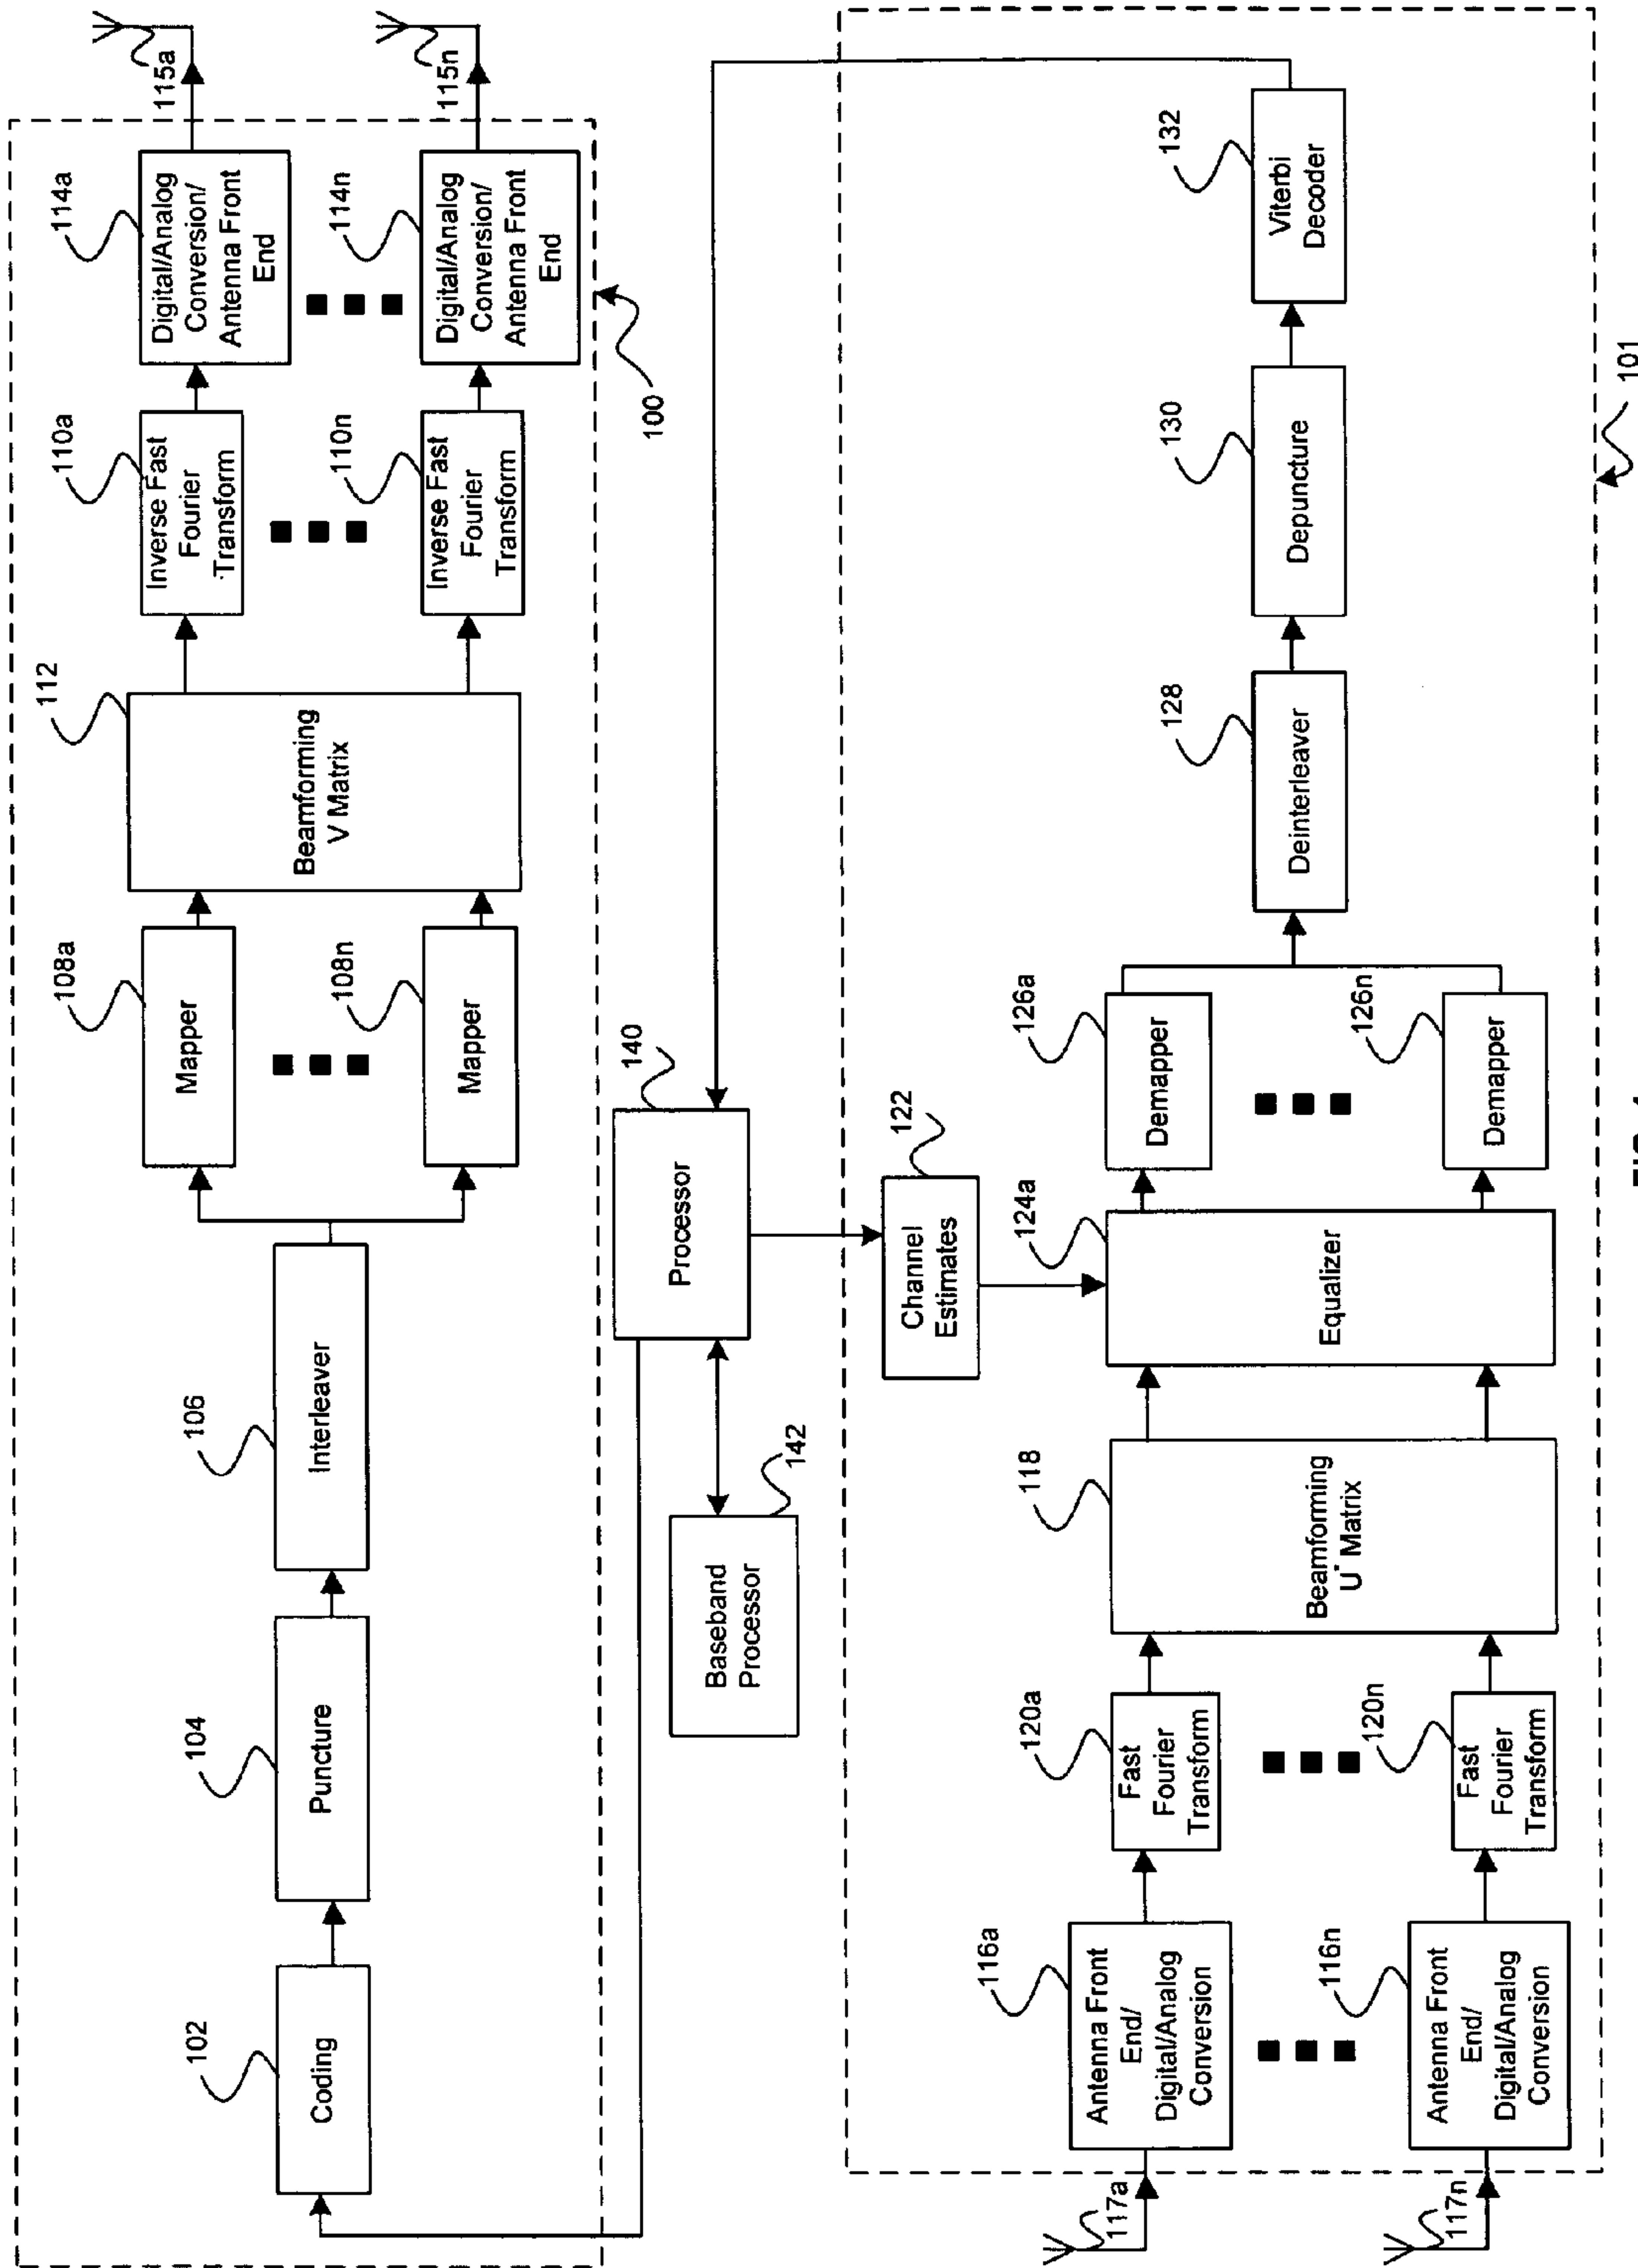 115a
115n
114a
Digital/Analog
Conversion/
Antenna Front
End
114n
Digital/Analog
Conversion/
Antenna Front
End
100
110a
Inverse Fast
Fourier
Transform
110n
Inverse Fast
Fourier
Transform
112
Beamforming
V Matrix
108a
Mapper
108n
Mapper
106
Interleaver
104
Puncture
102
Coding
140
Processor
142
Baseband
Processor
122
Channel
Estimates
132
Viterbi
Decoder
130
Depuncture
128
Deinterleaver
126a
Demapper
126n
Demapper
124a
Equalizer
118
Beamforming
U* Matrix
120a
Fast
Fourier
Transform
120n
Fast
Fourier
Transform
116a
Antenna Front
End/
Digital/Analog
Conversion
116n
Antenna Front
End/
Digital/Analog
Conversion
117a
117n
101